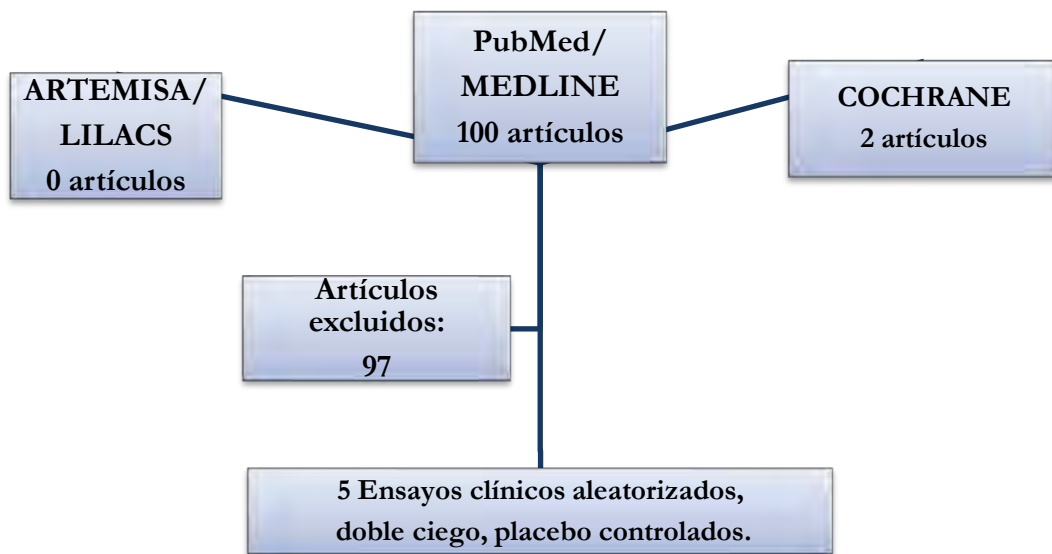 ARTEMISA/
LILACS
0 artículos
PubMed/
MEDLINE
100 artículos
COCHRANE
2 artículos
Artículos
excluidos:
97
5 Ensayos clínicos aleatorizados,
doble ciego, placebo controlados.